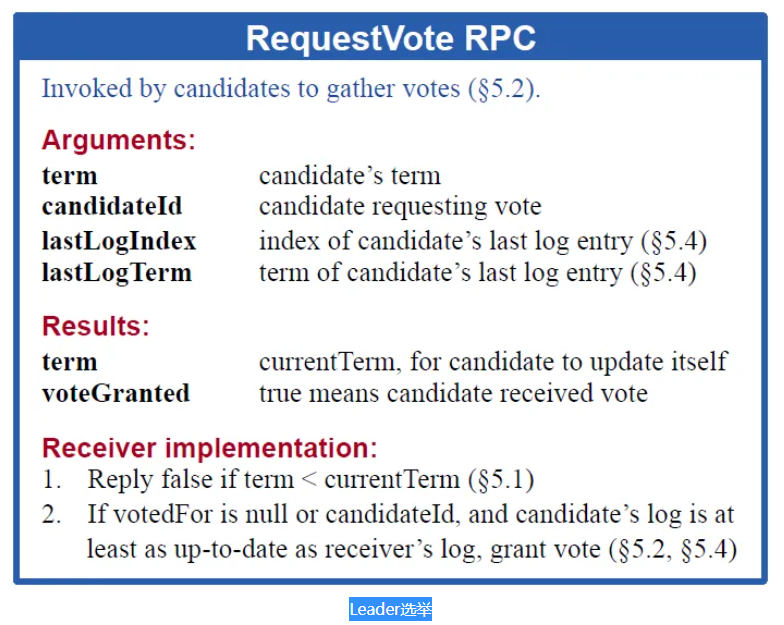 RequestVote RPC
Invoked by candidates to gather votes (§5.2).
Arguments:
term candidate’s term
candidateId candidate requesting vote
lastLogIndex index of candidate’s last log entry (§5.4)
lastLogTerm term of candidate’s last log entry (§5.4)
Results:
term currentTerm, for candidate to update itself
voteGranted true means candidate received vote
Receiver implementation:
1. Reply false if term < currentTerm (§5.1)
2. If votedFor is null or candidateId, and candidate’s log is at
least as up-to-date as receiver’s log, grant vote (§5.2, §5.4)
Leader选举